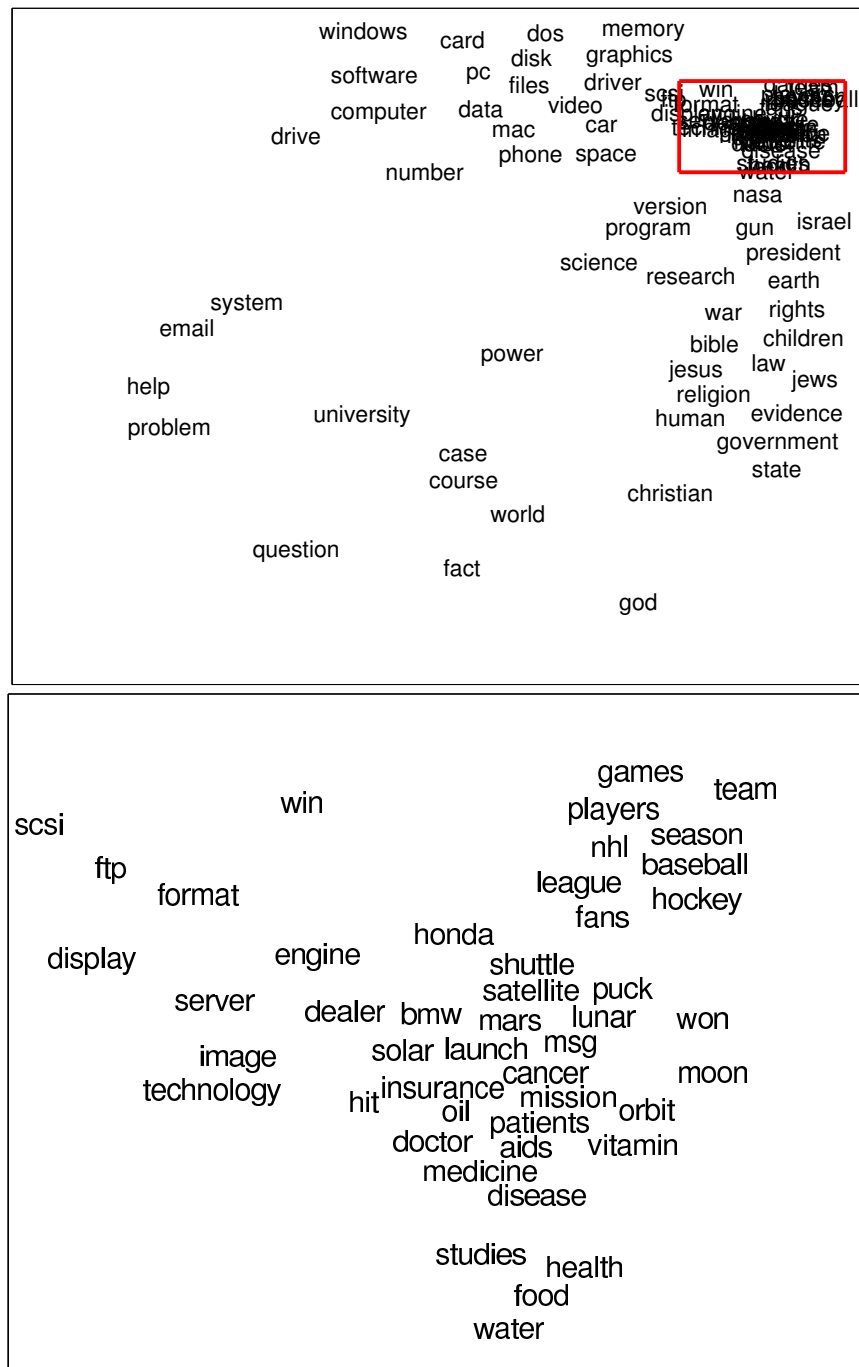 windows
card
dos
memory
disk
graphics
software
pc
files
driver
scsi
win
computer
data
video
format
mac
car
drive
phone
space
disease
number
water
nasa
version
program
gun
israel
science
research
president
earth
system
email
war
rights
power
bible
children
jesus
law
help
religion
jews
problem
university
human
evidence
case
government
course
state
christian
world
question
fact
god
games
team
win
players
scsi
season
nhl
baseball
ftp
league
format
hockey
fans
honda
display
engine
shuttle
satellite
puck
server
dealer
bmw
mars
lunar
won
image
solar
launch
msg
technology
cancer
moon
insurance
hit
oil
mission
orbit
patients
doctor
aids
vitamin
medicine
disease
studies
health
food
water